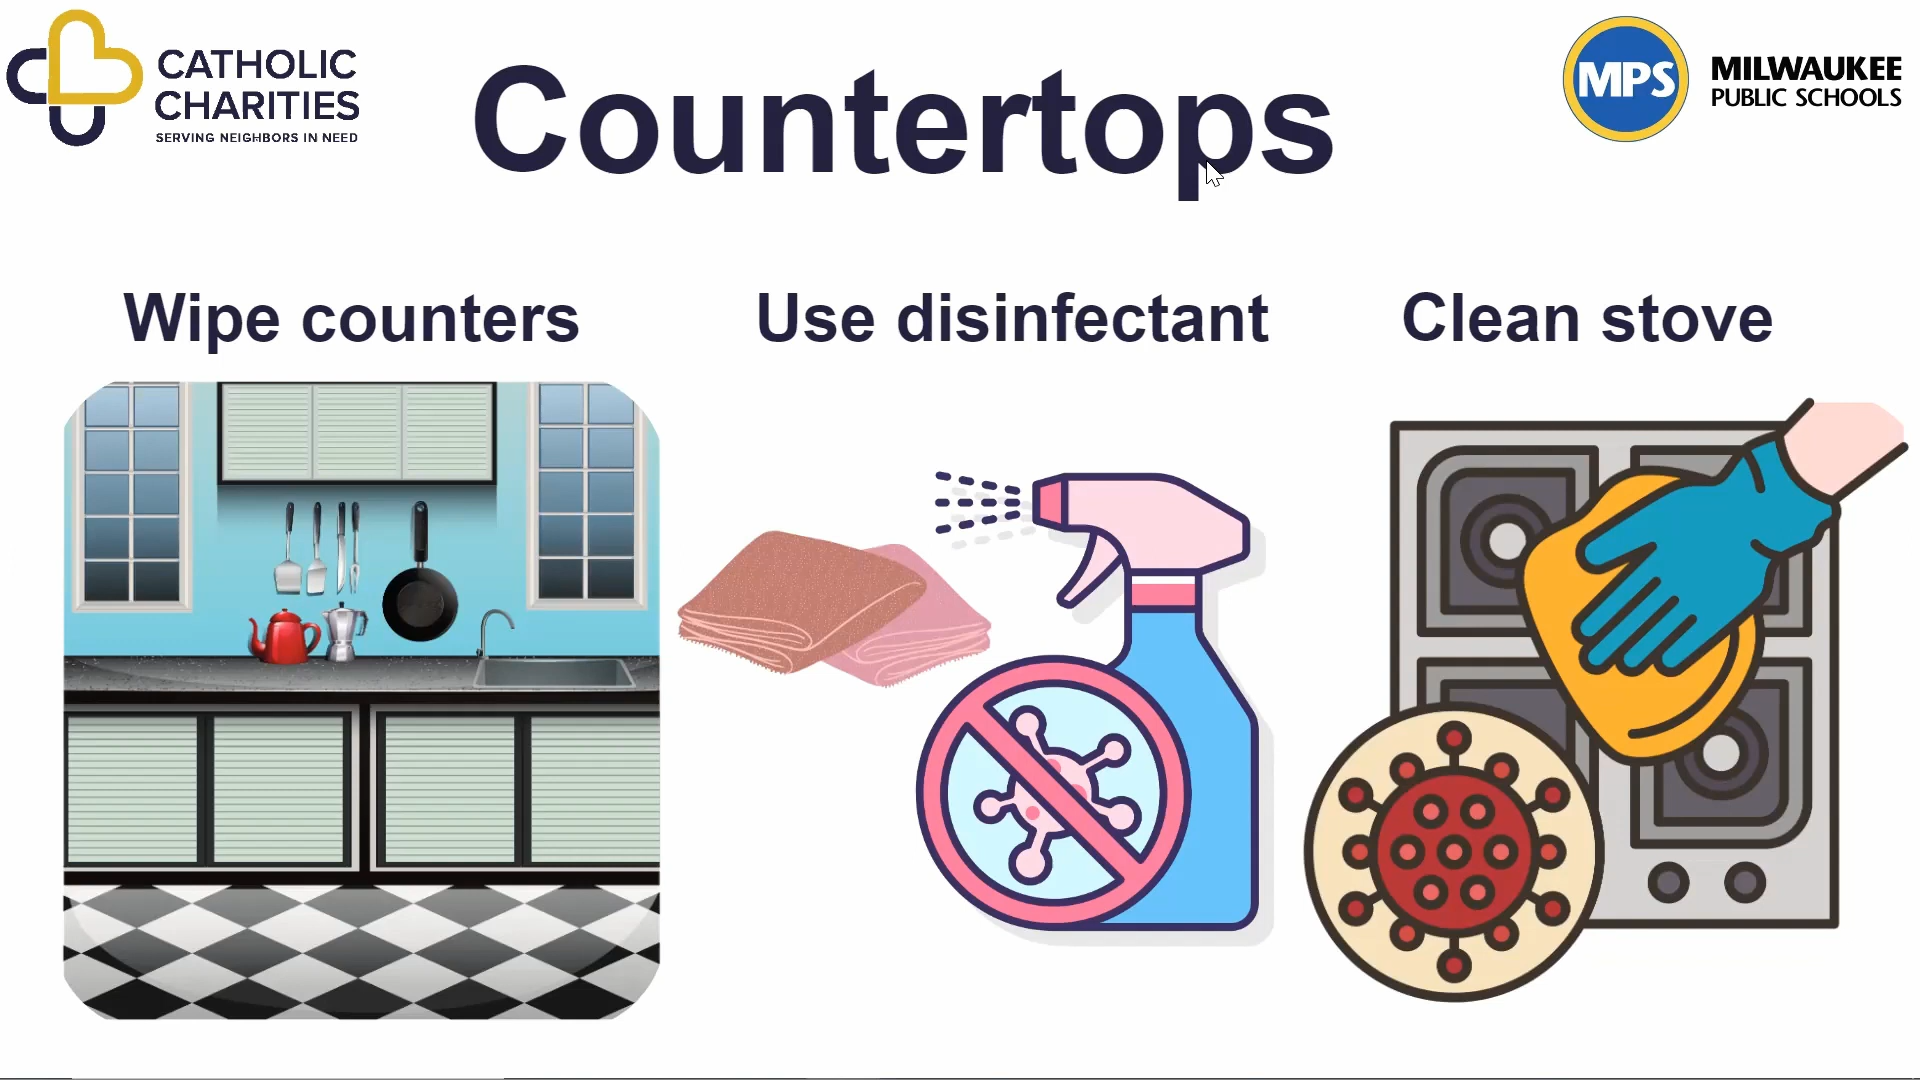 CATHOLIC
CHARITIES
SERVING NEIGHBORS IN NEED
Countertops
MPS
MILWAUKEE
PUBLIC SCHOOLS
Wipe counters
Use disinfectant
Clean stove